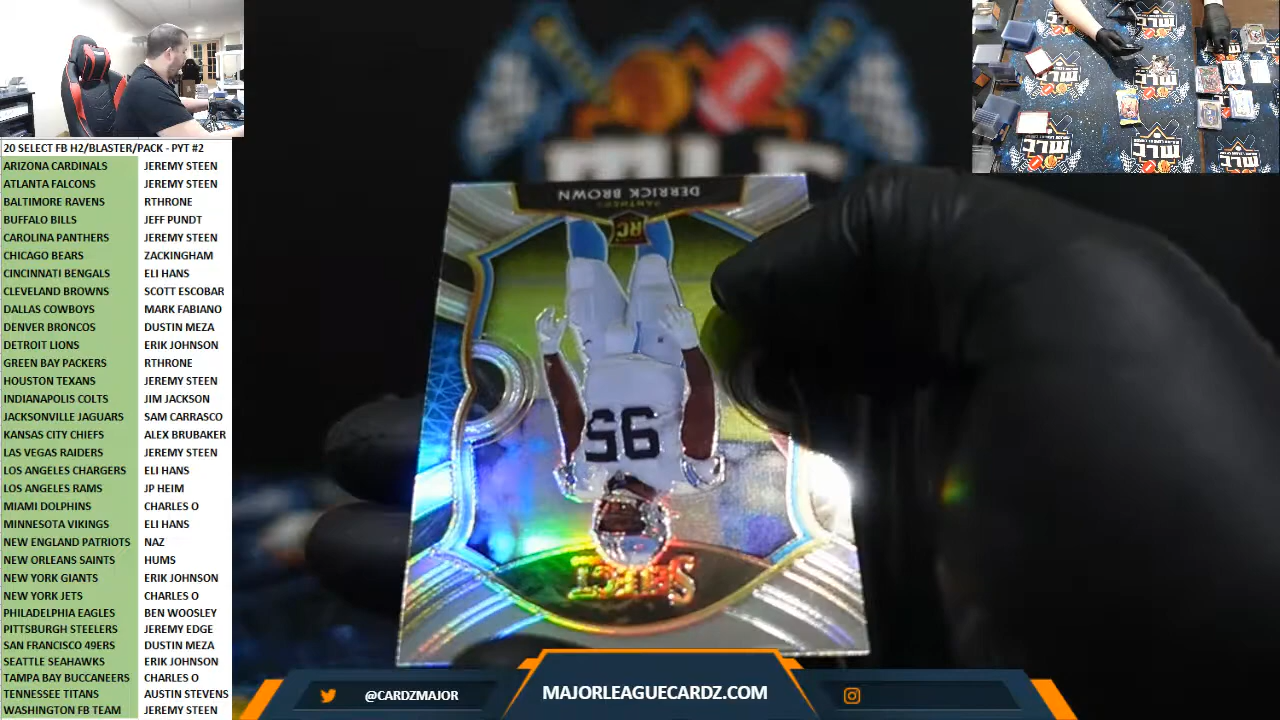 20 SELECT FB H2/BLASTER/PACK - PYT #2
ARIZONA CARDINALS JEREMY STEEN
ATLANTA FALCONS JEREMY STEEN
BALTIMORE RAVENS RTHRONE
BUFFALO BILLS JEFF PUNDT
CAROLINA PANTHERS JEREMY STEEN
CHICAGO BEARS ZACKINGHAM
CINCINNATI BENGALS ELI HANS
CLEVELAND BROWNS SCOTT ESCOBAR
DALLAS COWBOYS MARK FABIANO
DENVER BRONCOS DUSTIN MEZA
DETROIT LIONS ERIK JOHNSON
GREEN BAY PACKERS RTHRONE
HOUSTON TEXANS JEREMY STEEN
INDIANAPOLIS COLTS JIM JACKSON
JACKSONVILLE JAGUARS SAM CARRASCO
KANSAS CITY CHIEFS ALEX BRUBAKER
LAS VEGAS RAIDERS JEREMY STEEN
LOS ANGELES CHARGERS ELI HANS
LOS ANGELES RAMS JP HEIM
MIAMI DOLPHINS CHARLES O
MINNESOTA VIKINGS ELI HANS
NEW ENGLAND PATRIOTS NAZ
NEW ORLEANS SAINTS HUMS
NEW YORK GIANTS ERIK JOHNSON
NEW YORK JETS CHARLES O
PHILADELPHIA EAGLES BEN WOOSLEY
PITTSBURGH STEELERS JEREMY EDGE
SAN FRANCISCO 49ERS DUSTIN MEZA
SEATTLE SEAHAWKS ERIK JOHNSON
TAMPA BAY BUCCANEERS CHARLES O
TENNESSEE TITANS AUSTIN STEVENS
WASHINGTON FB TEAM JEREMY STEEN
DERRICK BROWN
PANTHERS
RC
95
SELECT
MLC
MLC
MLC
MLC
MLC
@CARDZMAJOR
MAJORLEAGUECARDZ.COM